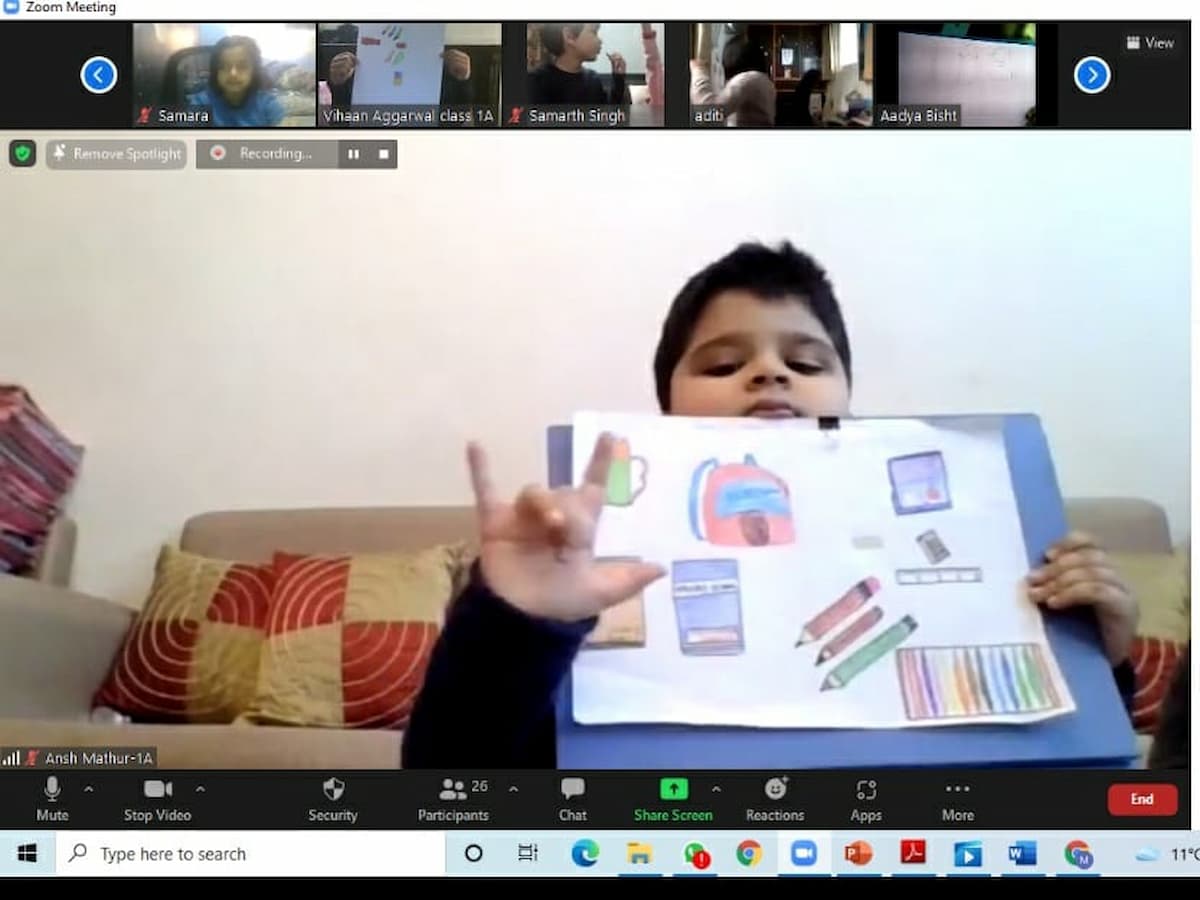 Zoom Meeting
View
Samara
Vihaan Aggarwal class 1A
Samarth Singh
aditi
Aadya Bisht
Remove Spotlight
Recording...
Ansh Mathur-1A
Mute
Stop Video
Security
Participants
26
Chat
Share Screen
Reactions
Apps
More
End
Type here to search
11°C